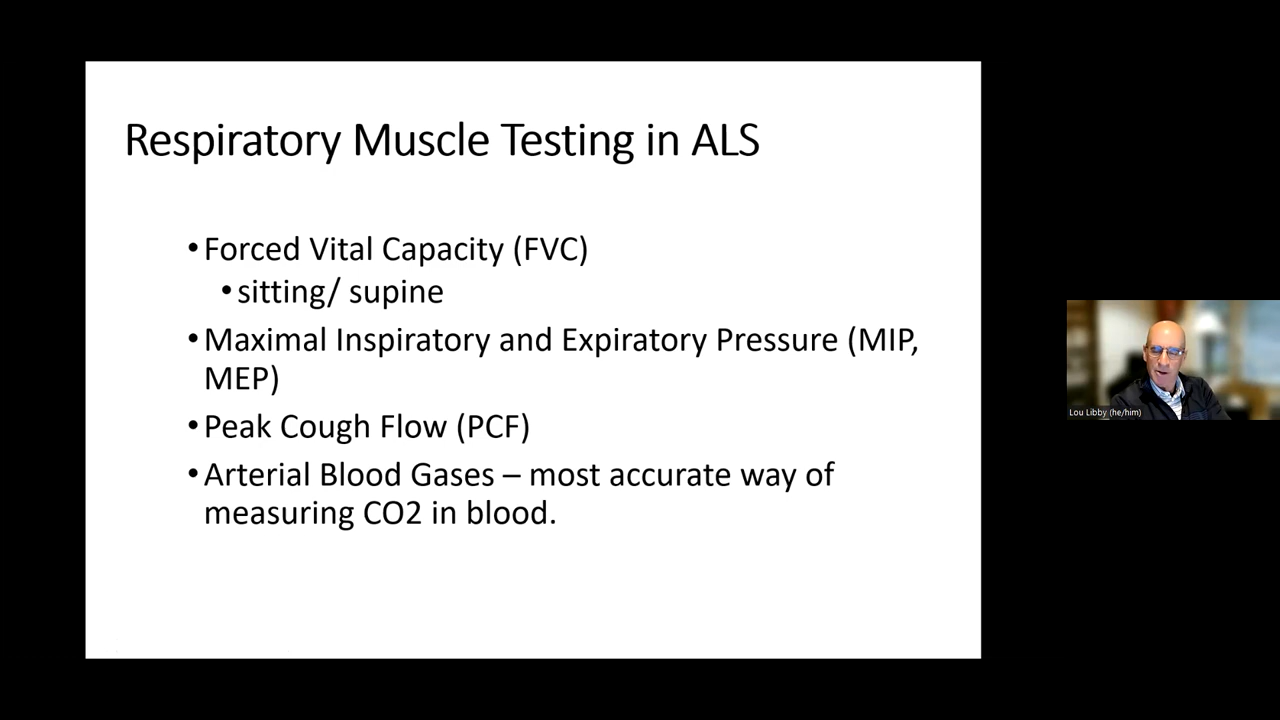 Respiratory Muscle Testing in ALS
•Forced Vital Capacity (FVC)
•sitting/ supine
•Maximal Inspiratory and Expiratory Pressure (MIP,
MEP)
•Peak Cough Flow (PCF)
•Arterial Blood Gases – most accurate way of
measuring CO2 in blood.
Lou Libby (he/him)